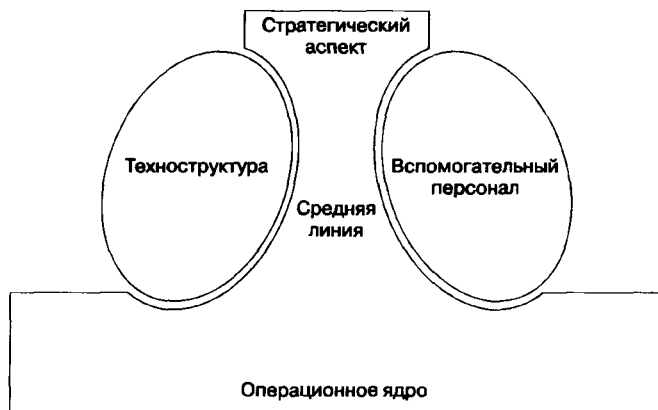 Стратегический
аспект
Техноструктура
Вспомогательный
персонал
Средняя
линия
Операционное ядро